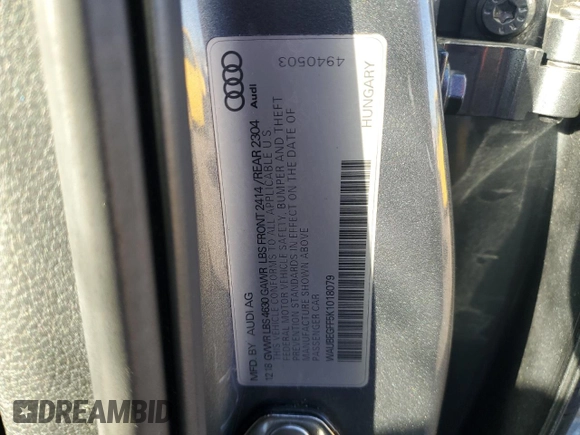 MFD. BY AUDI AG
12 18 GVWR LBS 4630 GAWR LBS FRONT 2414 / REAR 2304
THIS VEHICLE CONFORMS TO ALL APPLICABLE U S
FEDERAL MOTOR VEHICLE SAFETY, BUMPER AND THEFT
PREVENTION STANDARDS IN EFFECT ON THE DATE OF
MANUFACTURE SHOWN ABOVE
PASSENGER CAR
WAUB8GFF5K1018079
Audi
4940503
HUNGARY
DREAMBID